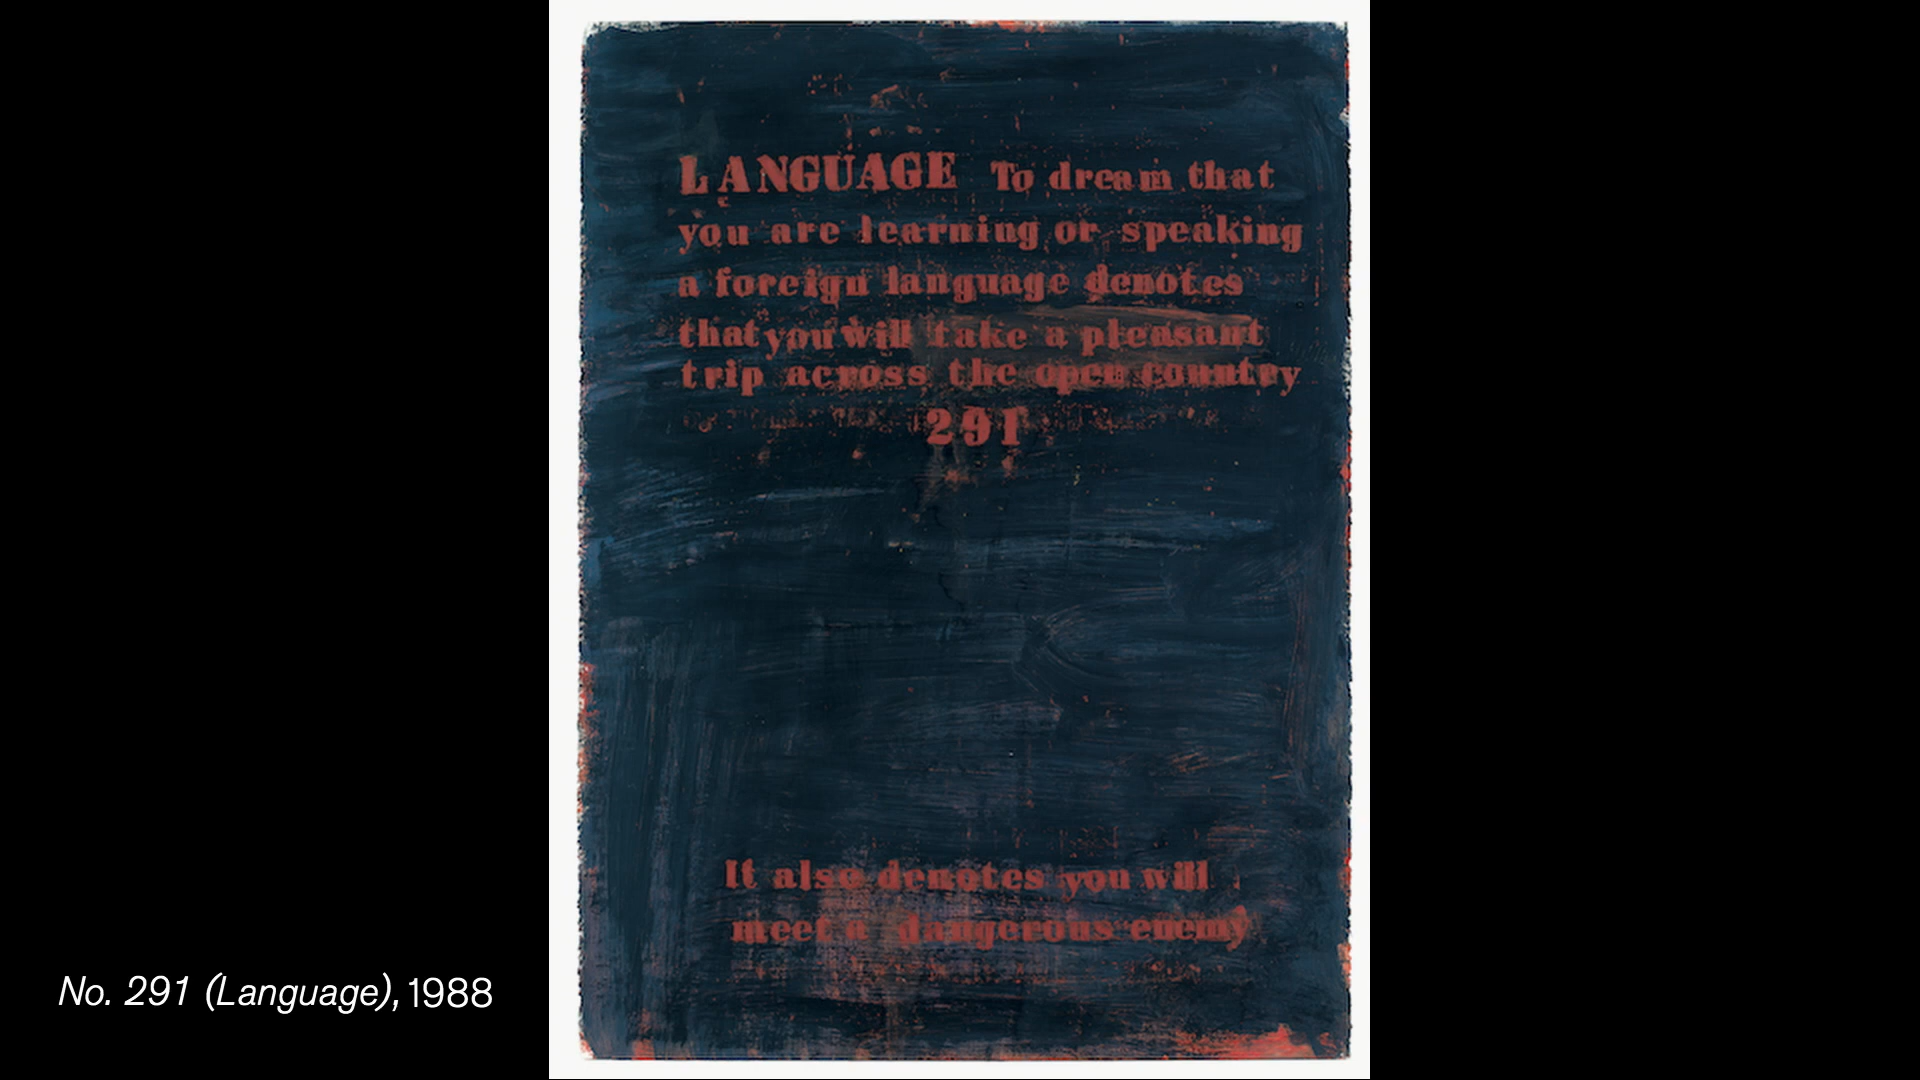 LANGUAGE To dream that
you are learning or speaking
a foreign language denotes
that you will take a pleasant
trip across the open country
291
It also denotes you will
meet a dangerous enemy
No. 291 (Language), 1988